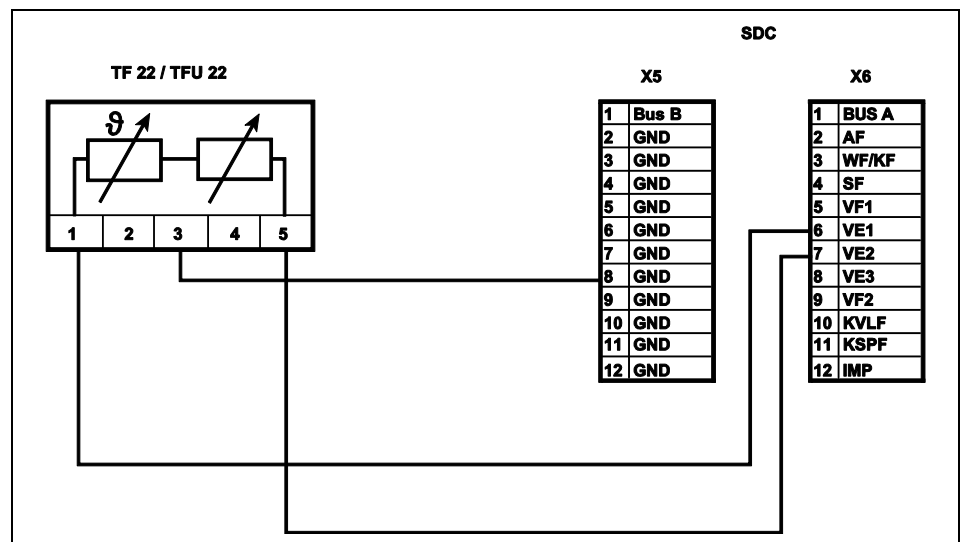 SDC
TF 22 / TFU 22
X5
X6
ϑ
1 2 3 4 5
1 Bus B
2 GND
3 GND
4 GND
5 GND
6 GND
7 GND
8 GND
9 GND
10 GND
11 GND
12 GND
1 BUS A
2 AF
3 WF/KF
4 SF
5 VF1
6 VE1
7 VE2
8 VE3
9 VF2
10 KVLF
11 KSPF
12 IMP